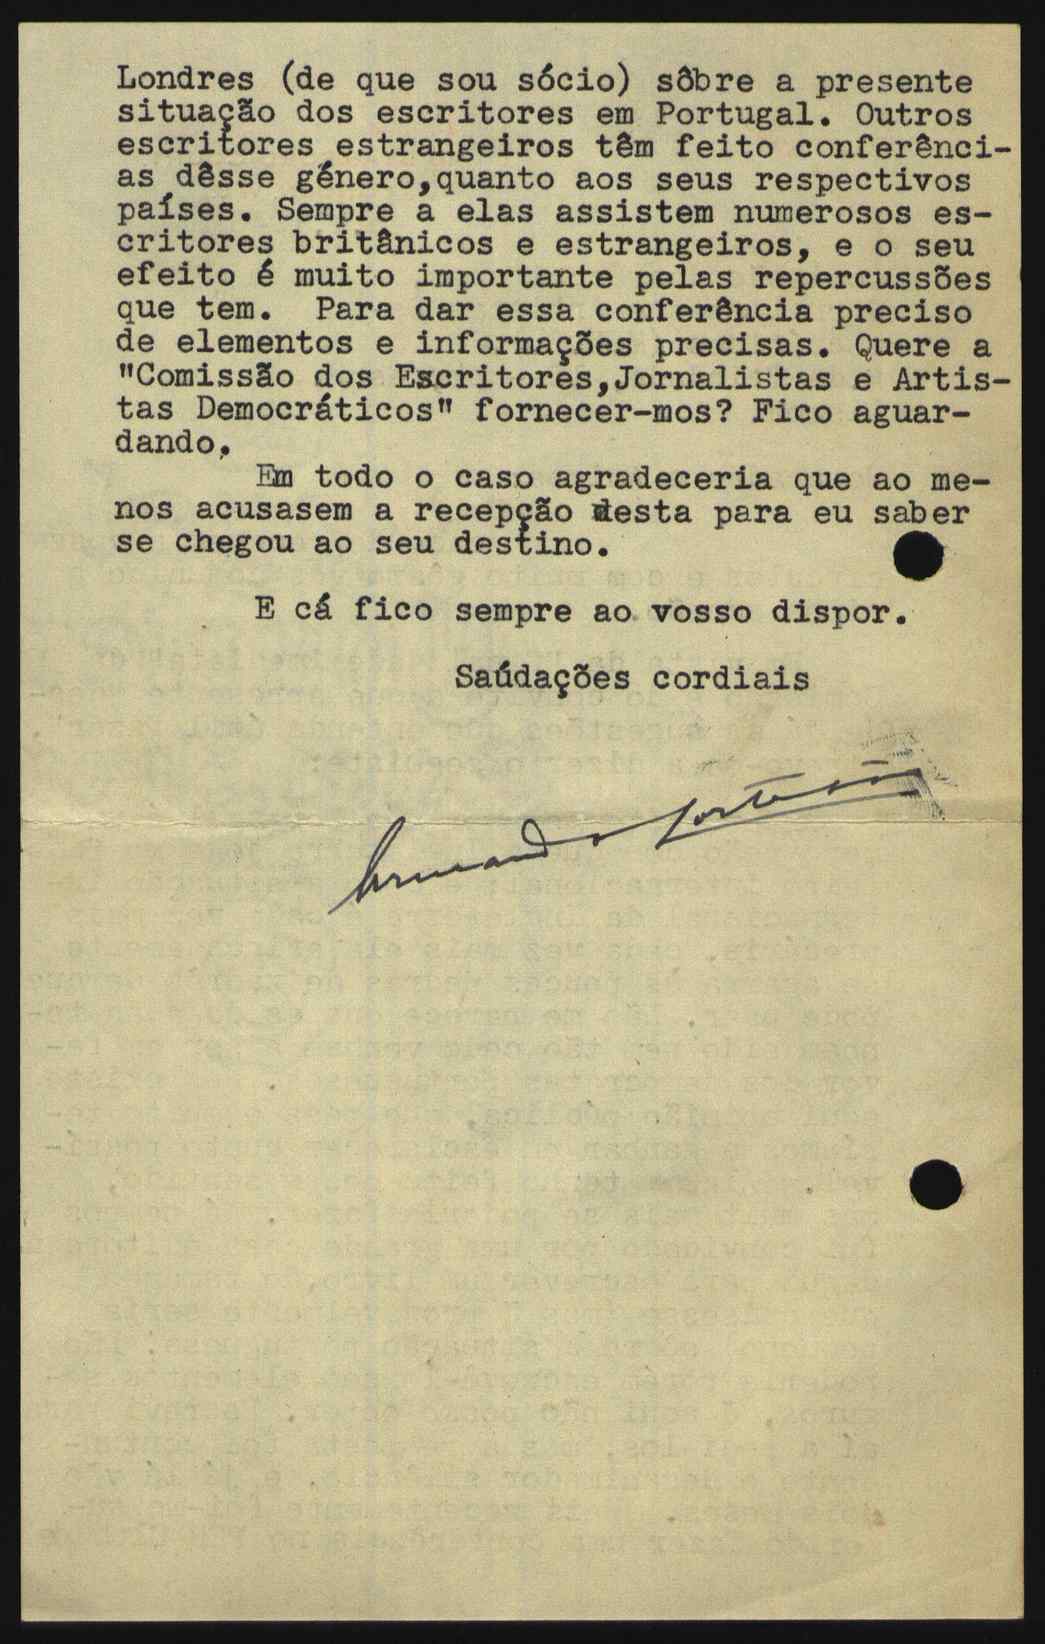 Londres (de que sou sócio) sôbre a presente
situação dos escritores em Portugal. Outros
escritores estrangeiros têm feito conferênci-
as dêsse género,quanto aos seus respectivos
países. Sempre a elas assistem numerosos es-
critores britânicos e estrangeiros, e o seu
efeito é muito importante pelas repercussões
que tem. Para dar essa conferência preciso
de elementos e informações precisas. Quere a
"Comissão dos Escritores,Jornalistas e Artis-
tas Democráticos" fornecer-mos? Fico aguar-
dando.
Em todo o caso agradeceria que ao me-
nos acusasem a recepção desta para eu saber
se chegou ao seu destino.
E cá fico sempre ao vosso dispor.
Saúdações cordiais
Armando Cortesão